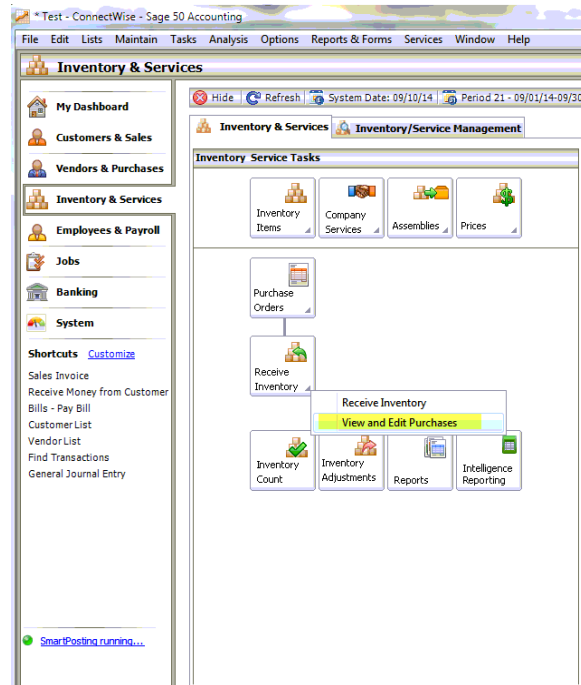 * Test - ConnectWise - Sage 50 Accounting
File Edit Lists Maintain Tasks Analysis Options Reports & Forms Services Window Help
Inventory & Services
Hide Refresh System Date: 09/10/14 Period 21 - 09/01/14-09/30
My Dashboard
Customers & Sales
Vendors & Purchases
Inventory & Services
Employees & Payroll
Jobs
Banking
System
Shortcuts Customize
Sales Invoice
Receive Money from Customer
Bills - Pay Bill
Customer List
Vendor List
Find Transactions
General Journal Entry
SmartPosting running...
Inventory & Services Inventory/Service Management
Inventory Service Tasks
Inventory
Items
Company
Services
Assemblies
Prices
Purchase
Orders
Receive
Inventory
Receive Inventory
View and Edit Purchases
Inventory
Count
Inventory
Adjustments
Reports
Intelligence
Reporting